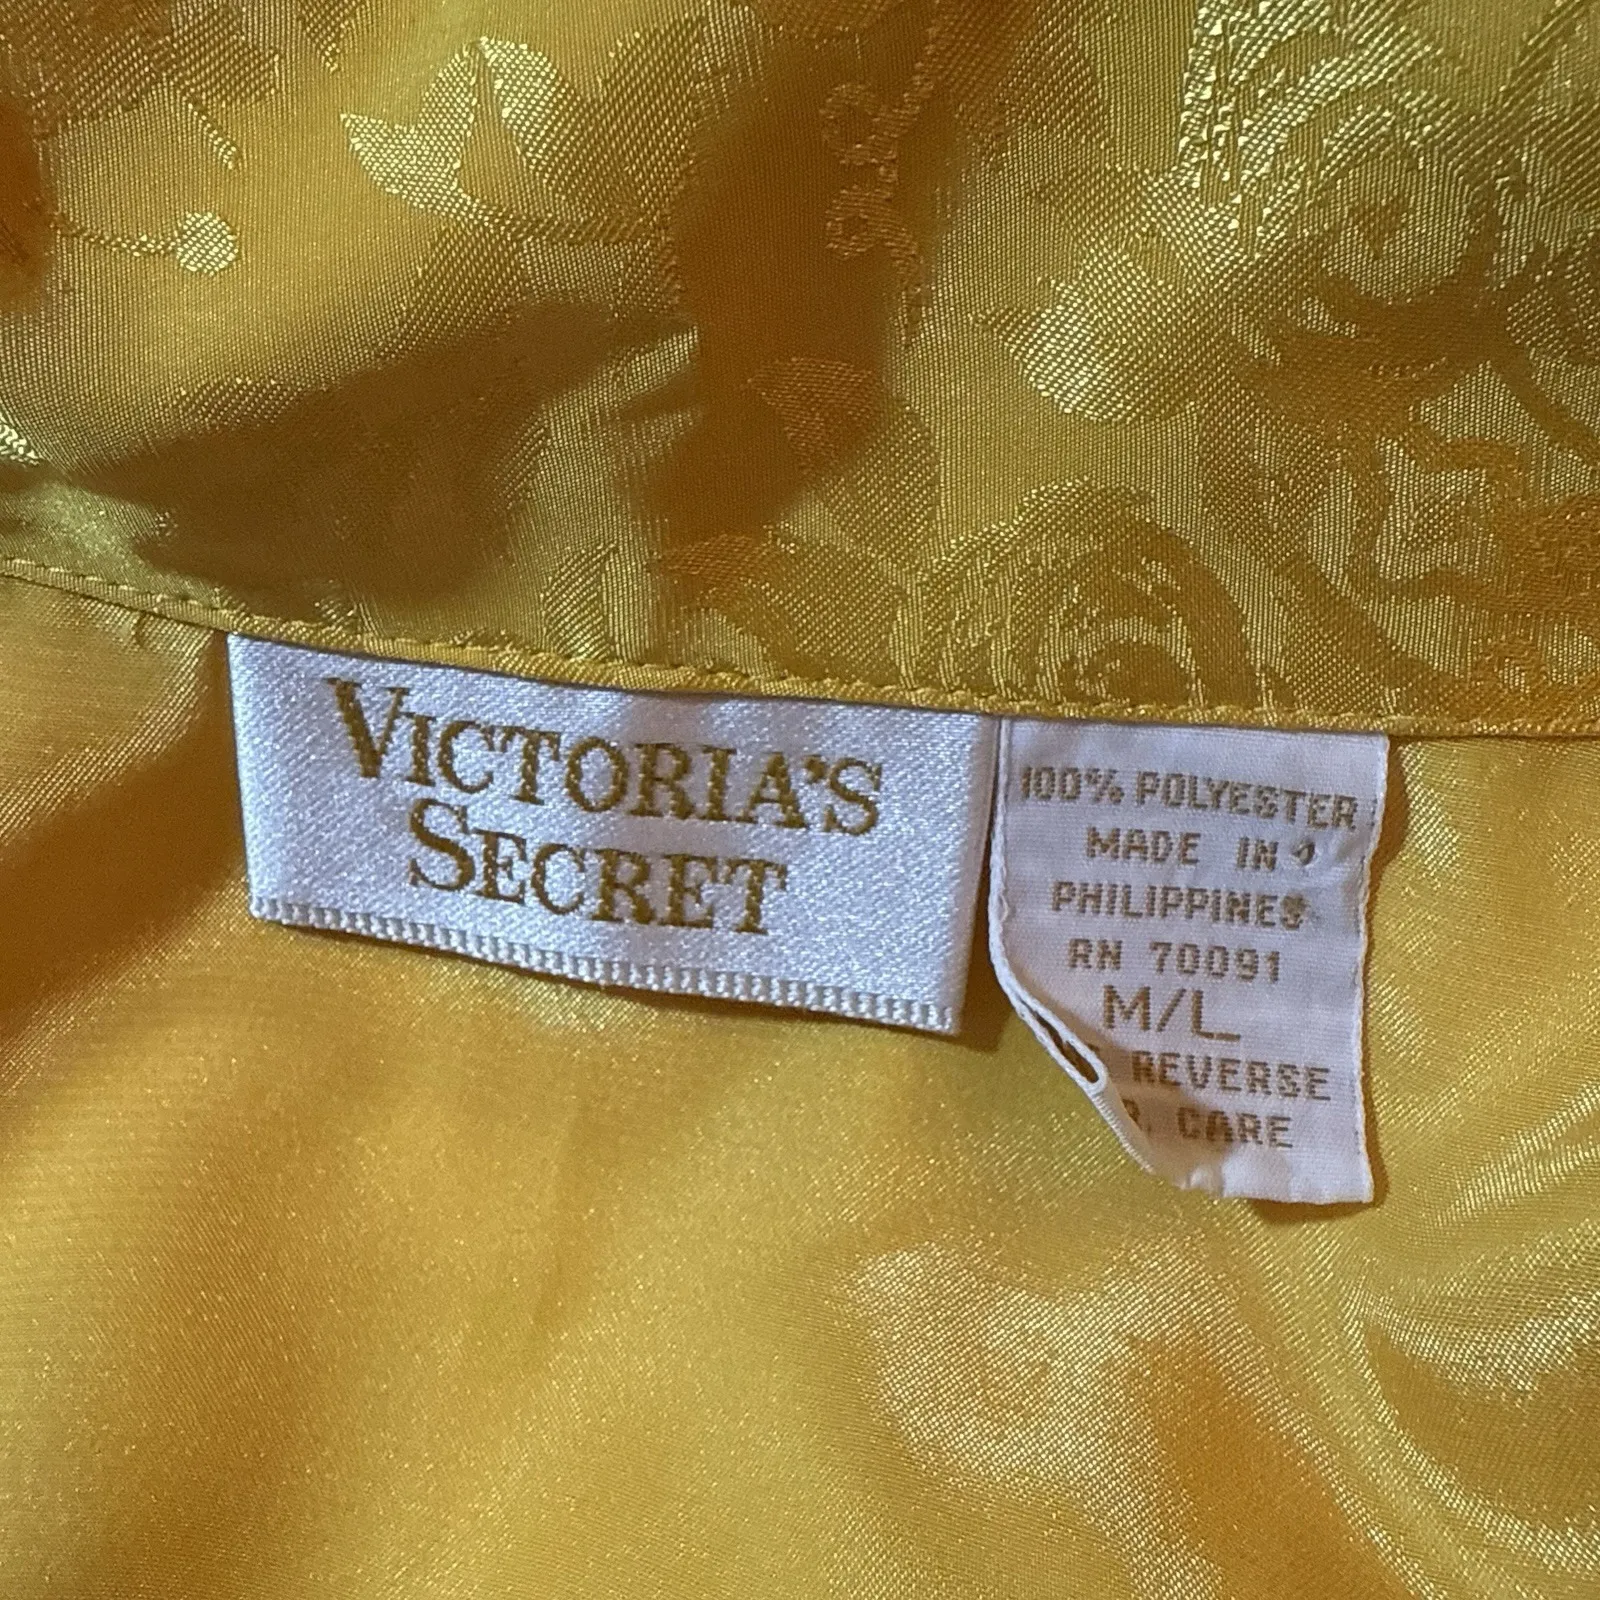 VICTORIA'S
SECRET
100% POLYESTER
MADE IN
PHILIPPINES
RN 70091
M/L
REVERSE
CARE